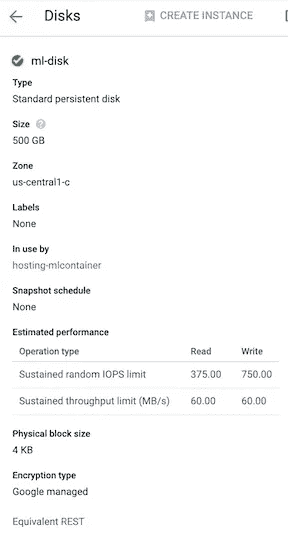 Disks CREATE INSTANCE
ml-disk
Type
Standard persistent disk
Size
500 GB
Zone
us-central1-c
Labels
None
In use by
hosting-mlcontainer
Snapshot schedule
None
Estimated performance
Operation type Read Write
Sustained random IOPS limit 375.00 750.00
Sustained throughput limit (MB/s) 60.00 60.00
Physical block size
4 KB
Encryption type
Google managed
Equivalent REST